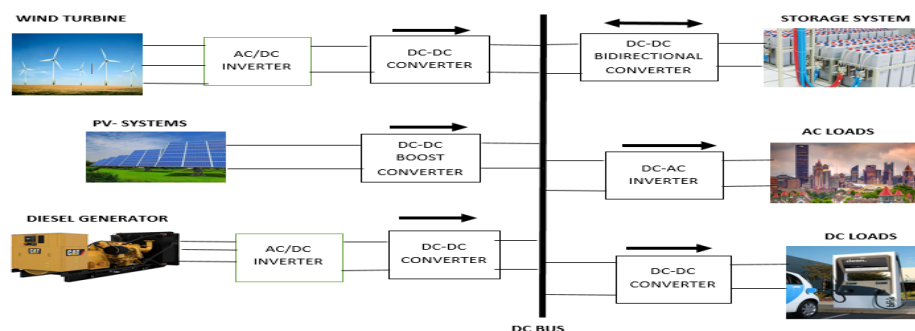 WIND TURBINE
AC/DC
INVERTER
DC-DC
CONVERTER
DC-DC
BIDIRECTIONAL
CONVERTER
STORAGE SYSTEM
PV- SYSTEMS
DC-DC
BOOST
CONVERTER
DC-AC
INVERTER
AC LOADS
DIESEL GENERATOR
CAT
CAT
AC/DC
INVERTER
DC-DC
CONVERTER
DC-DC
CONVERTER
DC LOADS
DC BUS